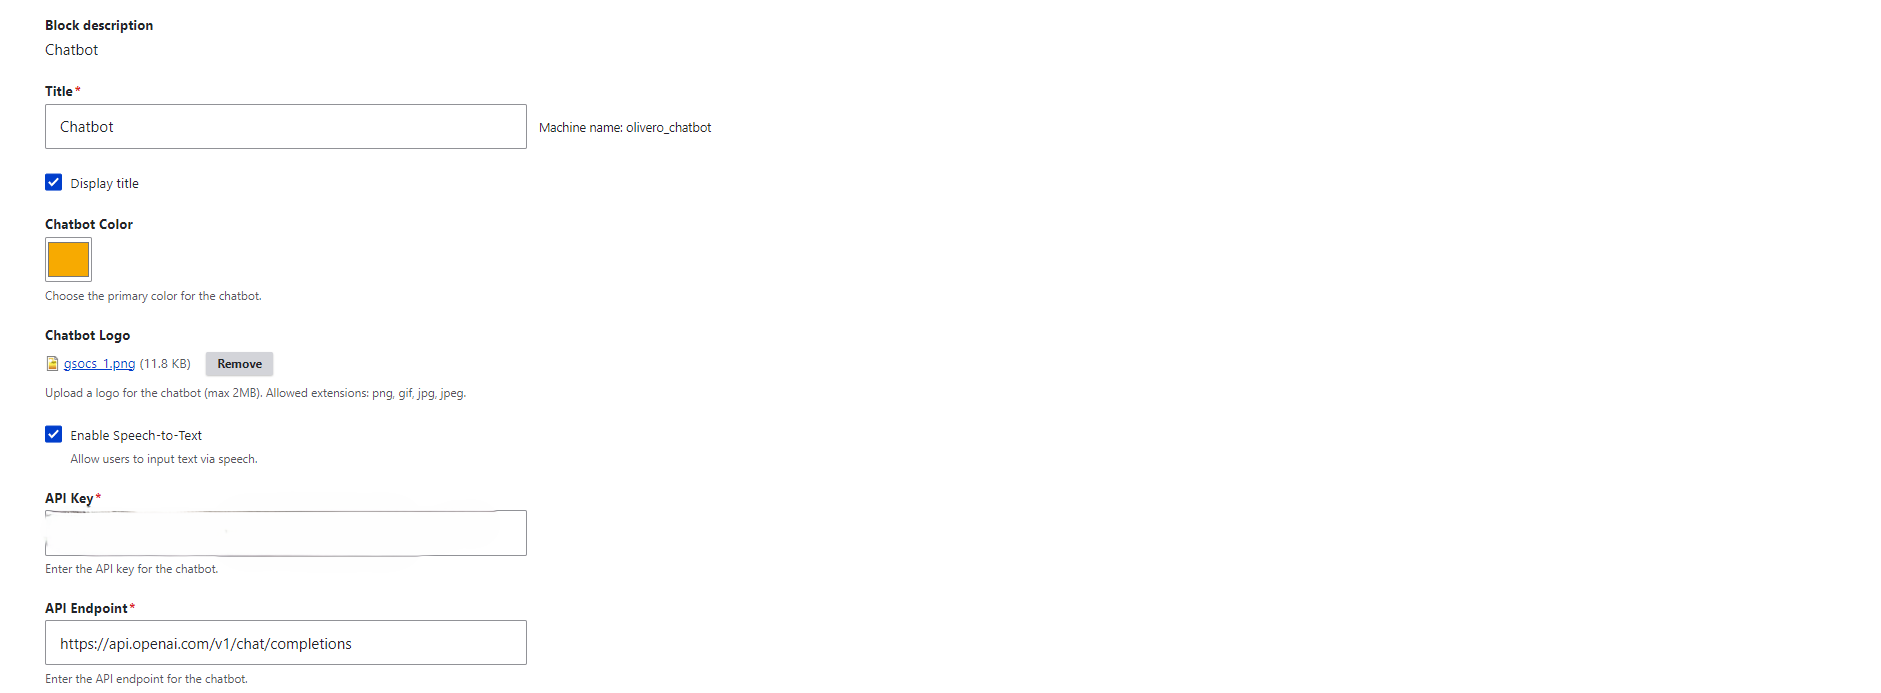 Block description
Chatbot
Title*
Chatbot
Machine name: olivero_chatbot
Display title
Chatbot Color
Choose the primary color for the chatbot.
Chatbot Logo
gsocs_1.png (11.8 KB) Remove
Upload a logo for the chatbot (max 2MB). Allowed extensions: png, gif, jpg, jpeg.
Enable Speech-to-Text
Allow users to input text via speech.
API Key*
Enter the API key for the chatbot.
API Endpoint*
https://api.openai.com/v1/chat/completions
Enter the API endpoint for the chatbot.